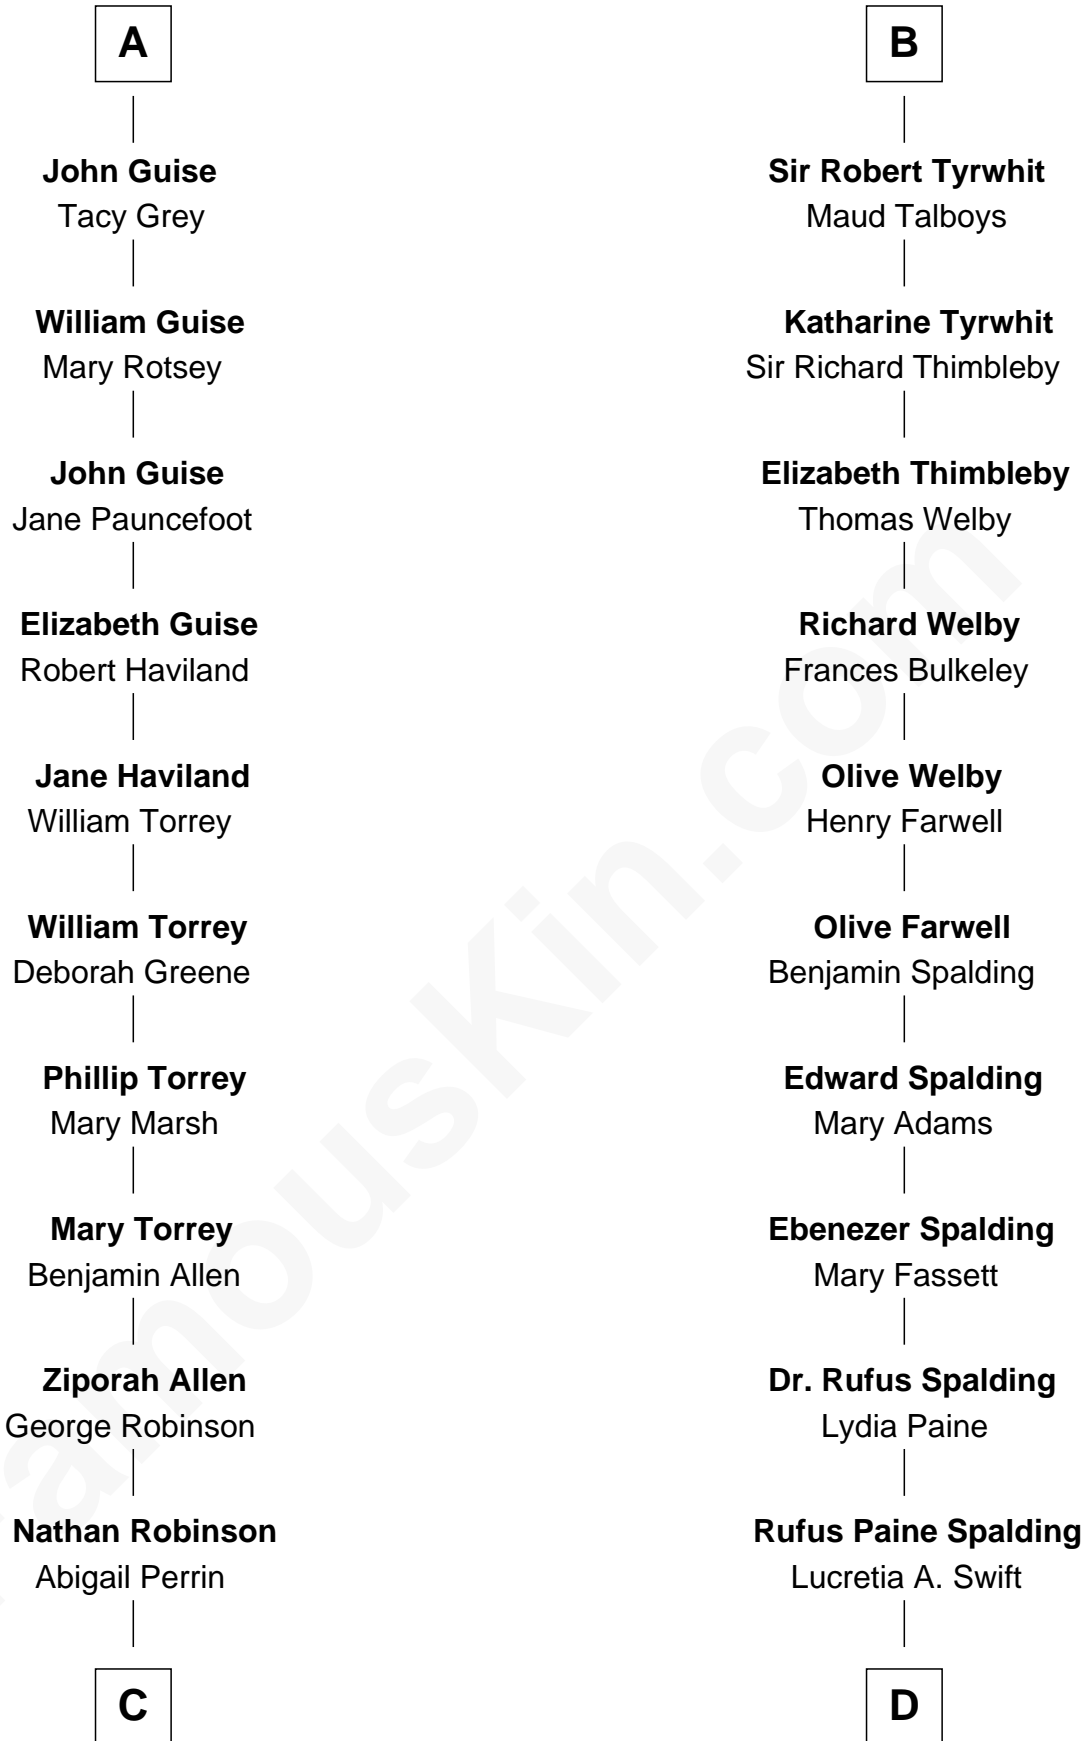 A
John Guise
Tacy Grey
William Guise
Mary Rotsey
John Guise
Jane Pauncefoot
Elizabeth Guise
Robert Haviland
Jane Haviland
William Torrey
William Torrey
Deborah Greene
Phillip Torrey
Mary Marsh
Mary Torrey
Benjamin Allen
Ziporah Allen
George Robinson
Nathan Robinson
Abigail Perrin
C
B
Sir Robert Tyrwhit
Maud Talboys
Katharine Tyrwhit
Sir Richard Thimbleby
Elizabeth Thimbleby
Thomas Welby
Richard Welby
Frances Bulkeley
Olive Welby
Henry Farwell
Olive Farwell
Benjamin Spalding
Edward Spalding
Mary Adams
Ebenezer Spalding
Mary Fassett
Dr. Rufus Spalding
Lydia Paine
Rufus Paine Spalding
Lucretia A. Swift
D
FamousKin.com